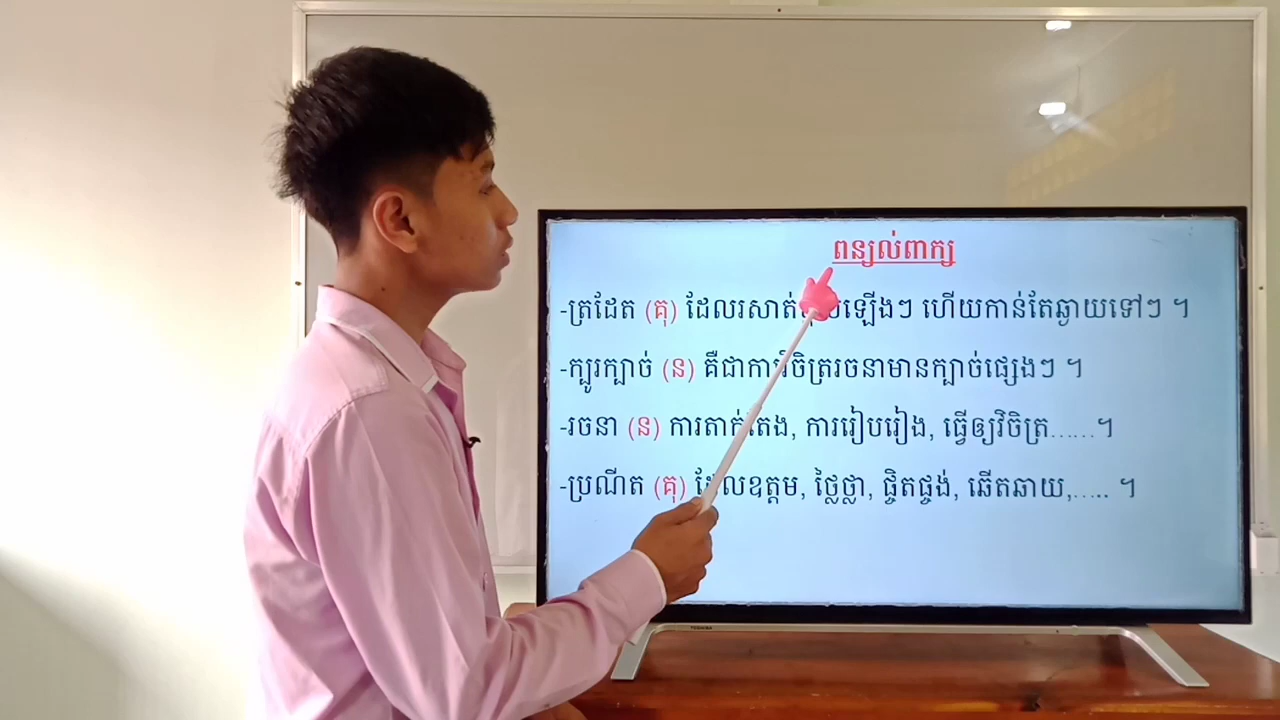 ពន្យល់ពាក្យ
-ត្រដែត (គុ) ដែលរសាត់ឡើងៗ ហើយកាន់តែឆ្ងាយទៅៗ ។
-ក្បូរក្បាច់ (ន) គឺជាការវិចិត្ររចនាមានក្បាច់ផ្សេងៗ ។
-រចនា (ន) ការតាក់តែង, ការរៀបរៀង, ធ្វើឲ្យវិចិត្រ……។
-ប្រណីត (គុ) ដែលឧត្តម, ថ្លៃថ្លា, ផ្ចិតផ្ចង់, ឆើតឆាយ,….. ។
TOSHIBA